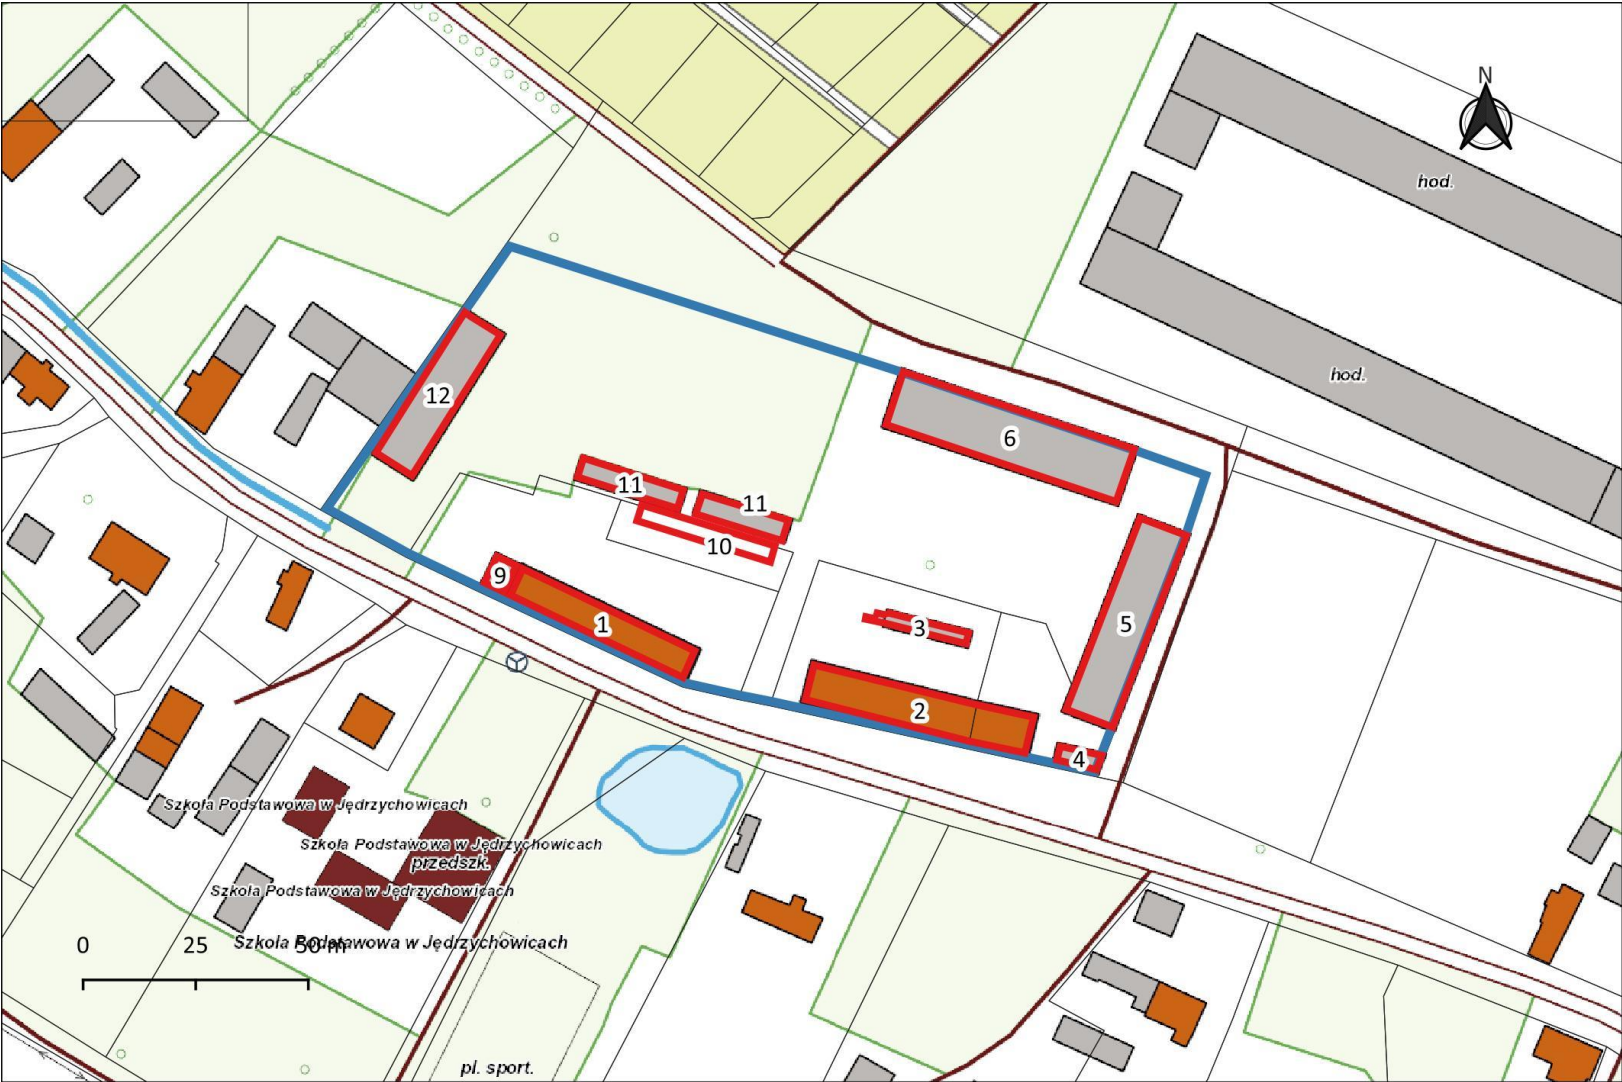 N
hod.
hod.
12
6
11
11
10
9
1
3
5
2
4
Szkoła Podstawowa w Jędrzychowicach
Szkoła Podstawowa w Jędrzychowicach
przedszk.
Szkoła Podstawowa w Jędrzychowicach
Szkoła Podstawowa w Jędrzychowicach
0 25 50 m
pl. sport.